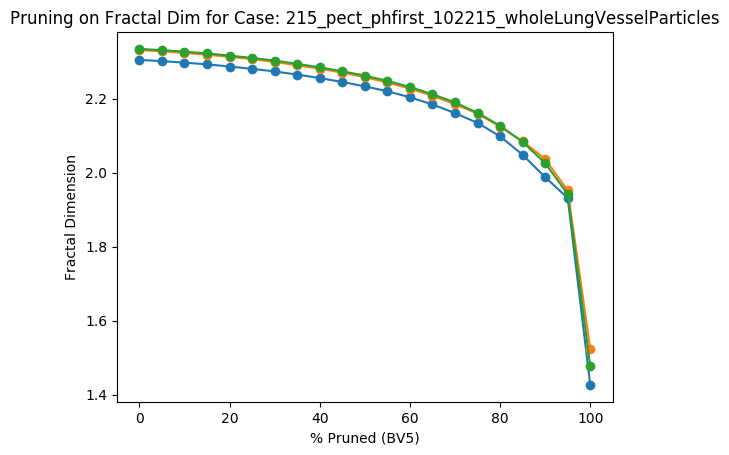 Pruning on Fractal Dim for Case: 215_pect_phfirst_102215_wholeLungVesselParticles
2.2
2.0
1.8
1.6
1.4
Fractal Dimension
0 20 40 60 80 100
% Pruned (BV5)